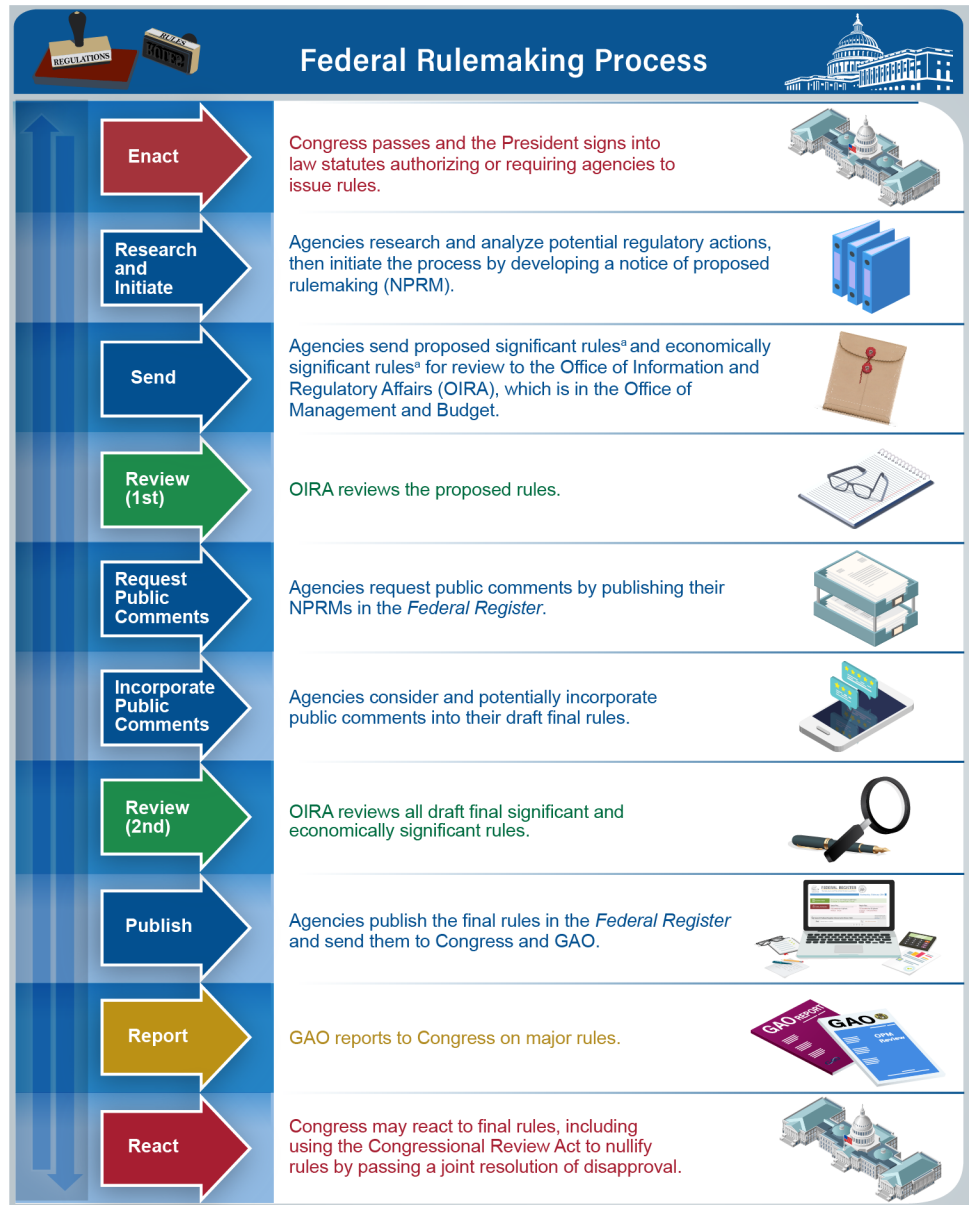 REGULATIONS
RULES
Federal Rulemaking Process
Enact
Congress passes and the President signs into
law statutes authorizing or requiring agencies to
issue rules.
Research
and
Initiate
Agencies research and analyze potential regulatory actions,
then initiate the process by developing a notice of proposed
rulemaking (NPRM).
Send
Agencies send proposed significant rulesᵃ and economically
significant rulesᵃ for review to the Office of Information and
Regulatory Affairs (OIRA), which is in the Office of
Management and Budget.
Review
(1st)
OIRA reviews the proposed rules.
Request
Public
Comments
Agencies request public comments by publishing their
NPRMs in the Federal Register.
Incorporate
Public
Comments
Agencies consider and potentially incorporate
public comments into their draft final rules.
Review
(2nd)
OIRA reviews all draft final significant and
economically significant rules.
Publish
Agencies publish the final rules in the Federal Register
and send them to Congress and GAO.
FEDERAL REGISTER
Report
GAO reports to Congress on major rules.
GAO REPORT
GAO
OPM
Review
React
Congress may react to final rules, including
using the Congressional Review Act to nullify
rules by passing a joint resolution of disapproval.